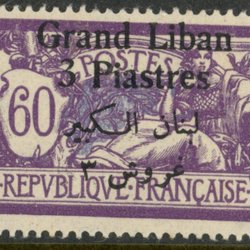 Grand Liban
POSTES
3 Piastres
60
لبنان الكبير
غروش ٣
REPUBLIQUE FRANÇAISE